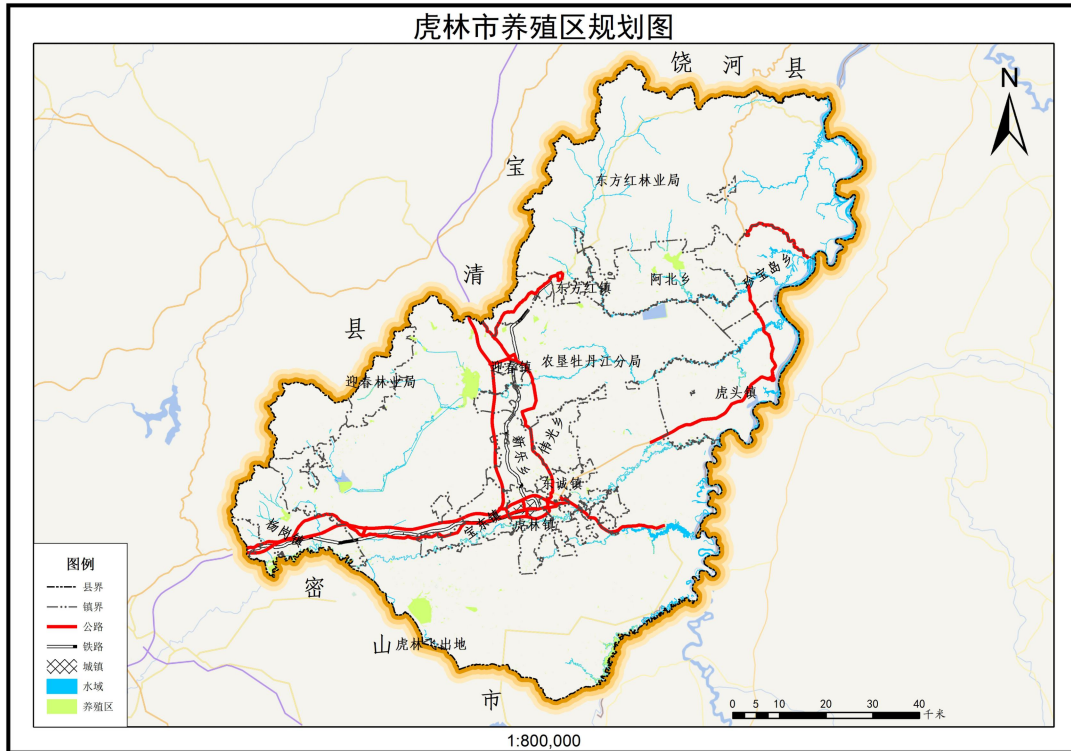 虎林市养殖区规划图
饶河县
N
宝
东方红林业局
清
阿北乡
珍宝岛乡
东方红镇
县
迎春镇
农垦牡丹江分局
迎春林业局
虎头镇
伟光乡
新乐乡
东诚镇
杨岗镇
宝东镇
虎林镇
密
山
虎林飞出地
市
图例
县界
镇界
公路
铁路
城镇
水域
养殖区
0 5 10 20 30 40
千米
1:800,000